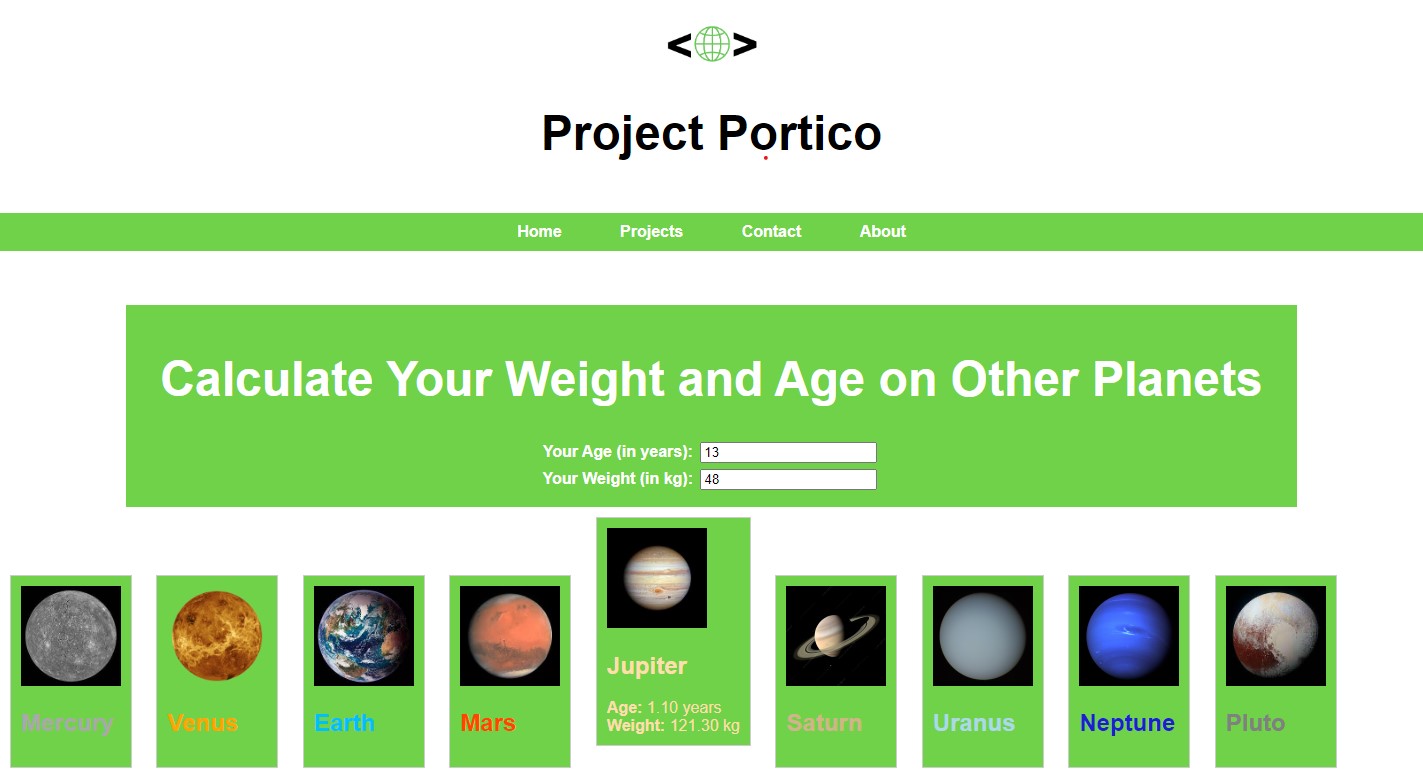 < >
Project Portico
Home Projects Contact About
Calculate Your Weight and Age on Other Planets
Your Age (in years): 13
Your Weight (in kg): 48
Mercury
Venus
Earth
Mars
Jupiter
Age: 1.10 years
Weight: 121.30 kg
Saturn
Uranus
Neptune
Pluto